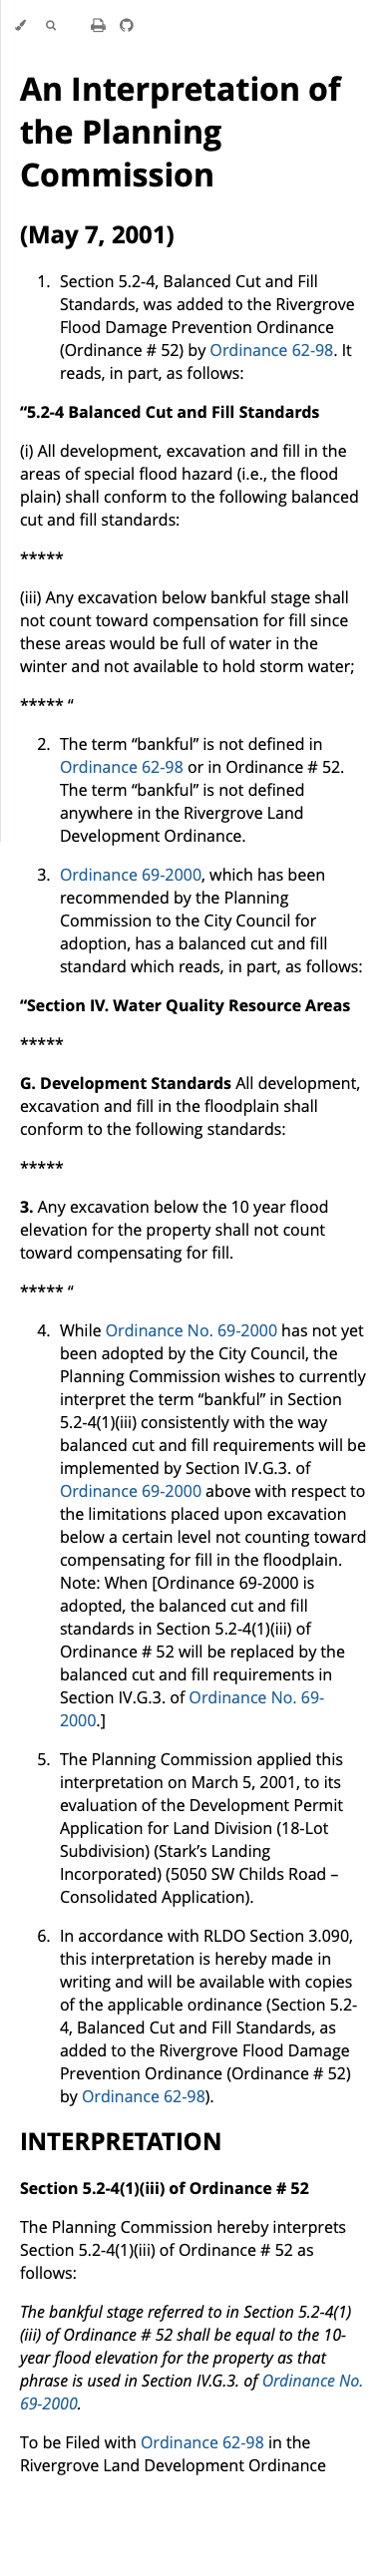 An Interpretation of
the Planning
Commission
(May 7, 2001)
1. Section 5.2-4, Balanced Cut and Fill
Standards, was added to the Rivergrove
Flood Damage Prevention Ordinance
(Ordinance # 52) by Ordinance 62-98. It
reads, in part, as follows:
“5.2-4 Balanced Cut and Fill Standards
(i) All development, excavation and fill in the
areas of special flood hazard (i.e., the flood
plain) shall conform to the following balanced
cut and fill standards:
*****
(iii) Any excavation below bankful stage shall
not count toward compensation for fill since
these areas would be full of water in the
winter and not available to hold storm water;
***** “
2. The term “bankful” is not defined in
Ordinance 62-98 or in Ordinance # 52.
The term “bankful” is not defined
anywhere in the Rivergrove Land
Development Ordinance.
3. Ordinance 69-2000, which has been
recommended by the Planning
Commission to the City Council for
adoption, has a balanced cut and fill
standard which reads, in part, as follows:
“Section IV. Water Quality Resource Areas
*****
G. Development Standards All development,
excavation and fill in the floodplain shall
conform to the following standards:
*****
3. Any excavation below the 10 year flood
elevation for the property shall not count
toward compensating for fill.
***** “
4. While Ordinance No. 69-2000 has not yet
been adopted by the City Council, the
Planning Commission wishes to currently
interpret the term “bankful” in Section
5.2-4(1)(iii) consistently with the way
balanced cut and fill requirements will be
implemented by Section IV.G.3. of
Ordinance 69-2000 above with respect to
the limitations placed upon excavation
below a certain level not counting toward
compensating for fill in the floodplain.
Note: When [Ordinance 69-2000 is
adopted, the balanced cut and fill
standards in Section 5.2-4(1)(iii) of
Ordinance # 52 will be replaced by the
balanced cut and fill requirements in
Section IV.G.3. of Ordinance No. 69-
2000.]
5. The Planning Commission applied this
interpretation on March 5, 2001, to its
evaluation of the Development Permit
Application for Land Division (18-Lot
Subdivision) (Stark’s Landing
Incorporated) (5050 SW Childs Road –
Consolidated Application).
6. In accordance with RLDO Section 3.090,
this interpretation is hereby made in
writing and will be available with copies
of the applicable ordinance (Section 5.2-
4, Balanced Cut and Fill Standards, as
added to the Rivergrove Flood Damage
Prevention Ordinance (Ordinance # 52)
by Ordinance 62-98).
INTERPRETATION
Section 5.2-4(1)(iii) of Ordinance # 52
The Planning Commission hereby interprets
Section 5.2-4(1)(iii) of Ordinance # 52 as
follows:
The bankful stage referred to in Section 5.2-4(1)
(iii) of Ordinance # 52 shall be equal to the 10-
year flood elevation for the property as that
phrase is used in Section IV.G.3. of Ordinance No.
69-2000.
To be Filed with Ordinance 62-98 in the
Rivergrove Land Development Ordinance